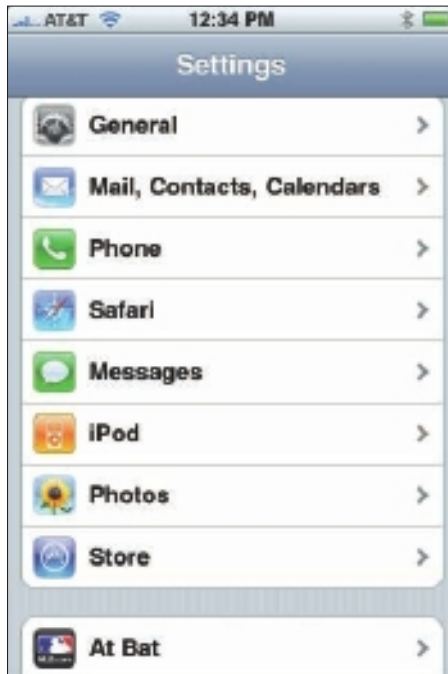 AT&T 12:34 PM
Settings
General
Mail, Contacts, Calendars
Phone
Safari
Messages
iPod
Photos
Store
At Bat